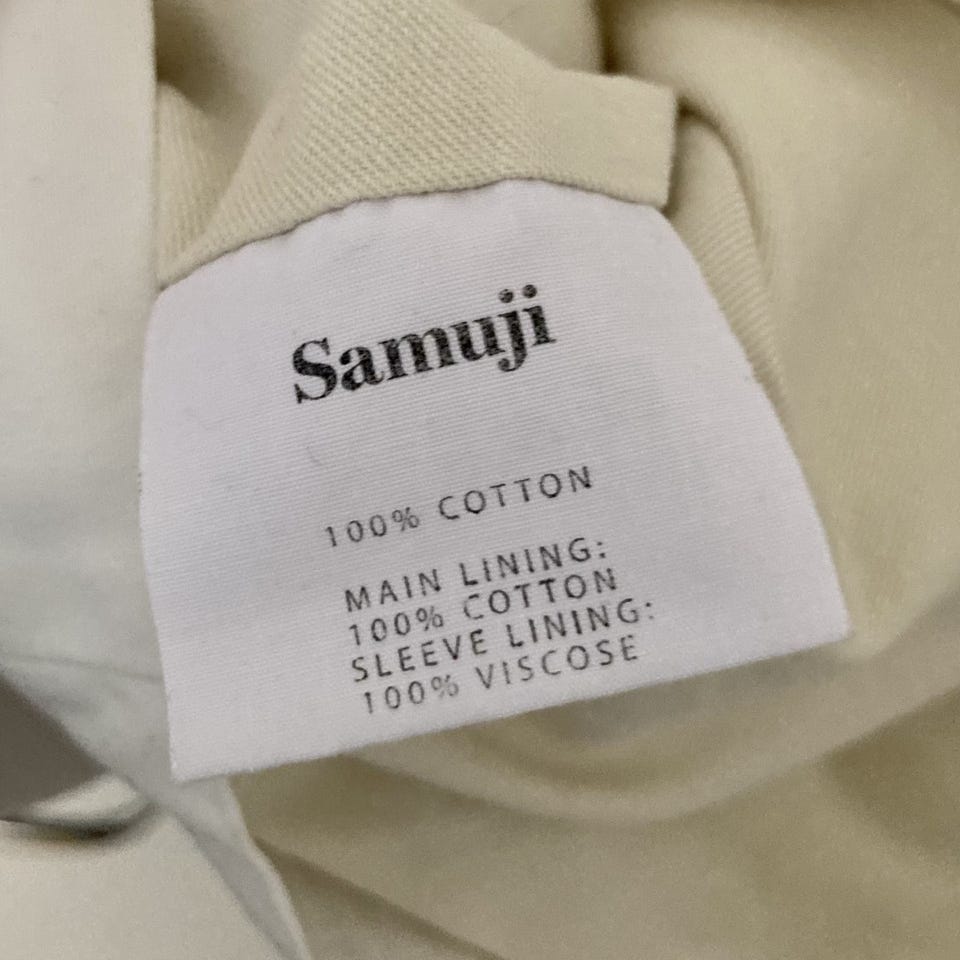 Samuji
100% COTTON
MAIN LINING:
100% COTTON
SLEEVE LINING:
100% VISCOSE